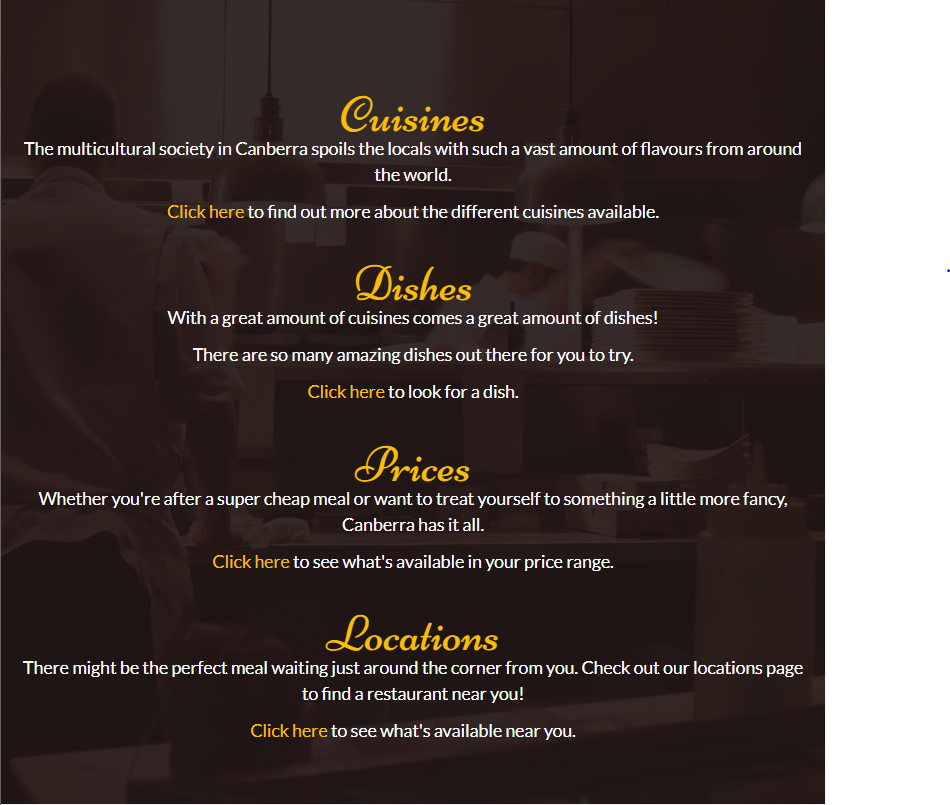 Cuisines
The multicultural society in Canberra spoils the locals with such a vast amount of flavours from around
the world.
Click here to find out more about the different cuisines available.
Dishes
With a great amount of cuisines comes a great amount of dishes!
There are so many amazing dishes out there for you to try.
Click here to look for a dish.
Prices
Whether you're after a super cheap meal or want to treat yourself to something a little more fancy,
Canberra has it all.
Click here to see what's available in your price range.
Locations
There might be the perfect meal waiting just around the corner from you. Check out our locations page
to find a restaurant near you!
Click here to see what's available near you.